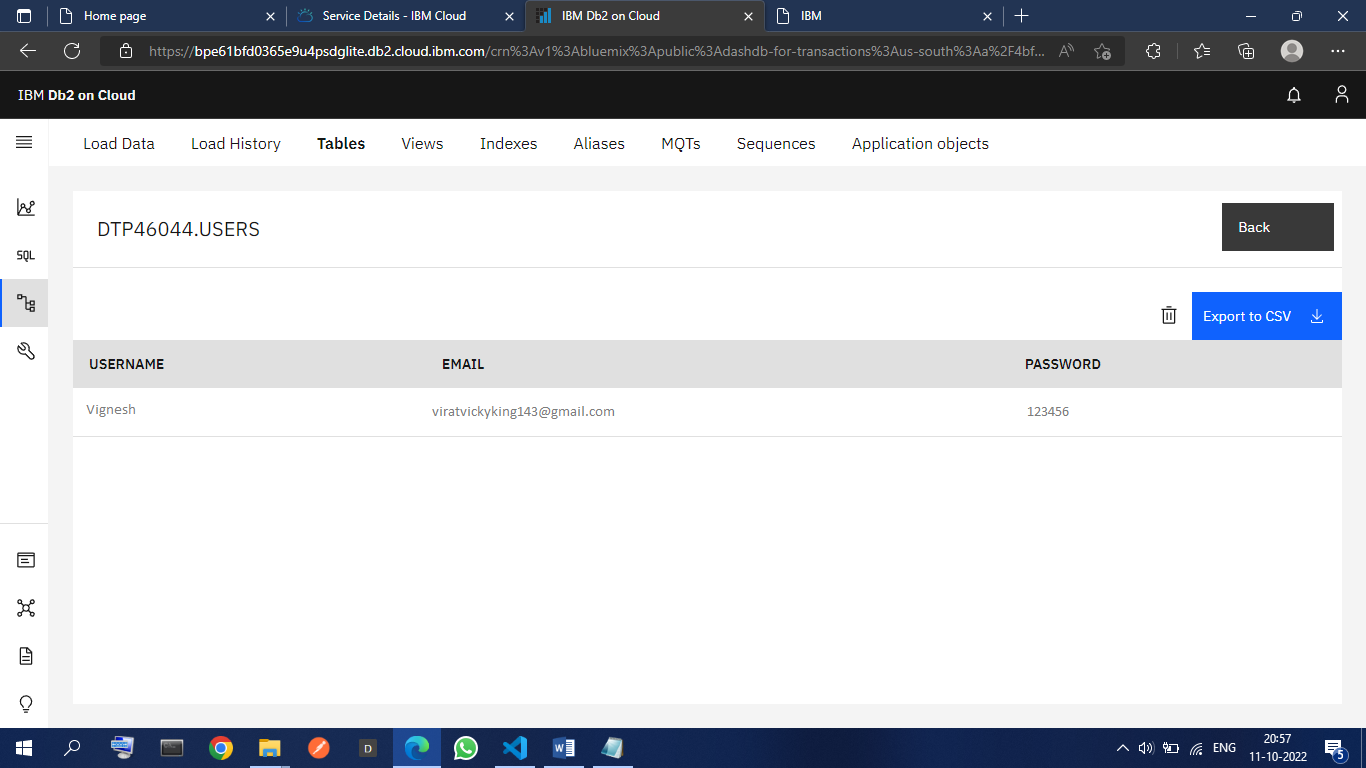 Home page
Service Details - IBM Cloud
IBM Db2 on Cloud
IBM
https://bpe61bfd0365e9u4psdglite.db2.cloud.ibm.com/crn%3Av1%3Abluemix%3Apublic%3Adashdb-for-transactions%3Aus-south%3Aa%2F4bf...
IBM Db2 on Cloud
Load Data
Load History
Tables
Views
Indexes
Aliases
MQTs
Sequences
Application objects
SQL
DTP46044.USERS
Back
Export to CSV
USERNAME EMAIL PASSWORD
Vignesh viratvickyking143@gmail.com 123456
D
ENG
20:57
11-10-2022
5